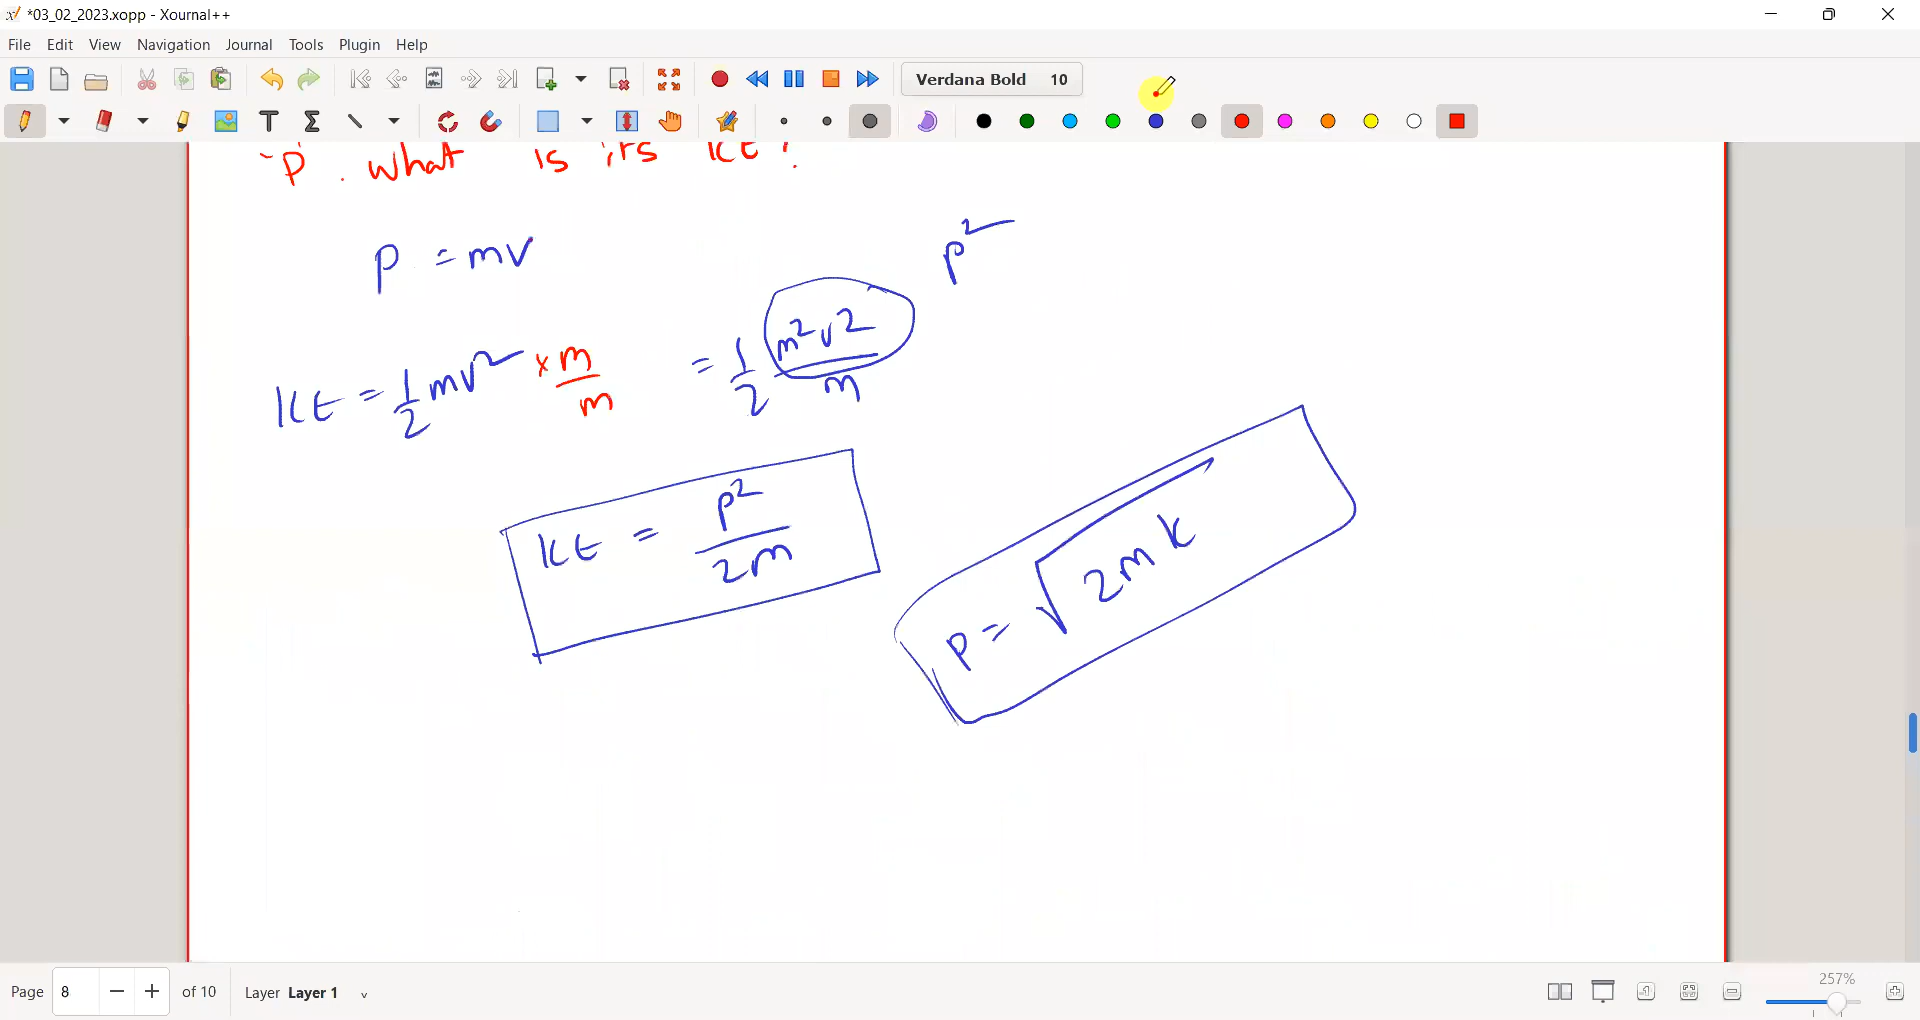 *03_02_2023.xopp - Xournal++
File Edit View Navigation Journal Tools Plugin Help
Verdana Bold 10
"P". what is its KE?
P = mv
p²
KE = 1/2 mv² × m/m = 1/2 m²v²/m
KE = p²/2m
p = √2mk
Page 8 of 10 Layer Layer 1
257%